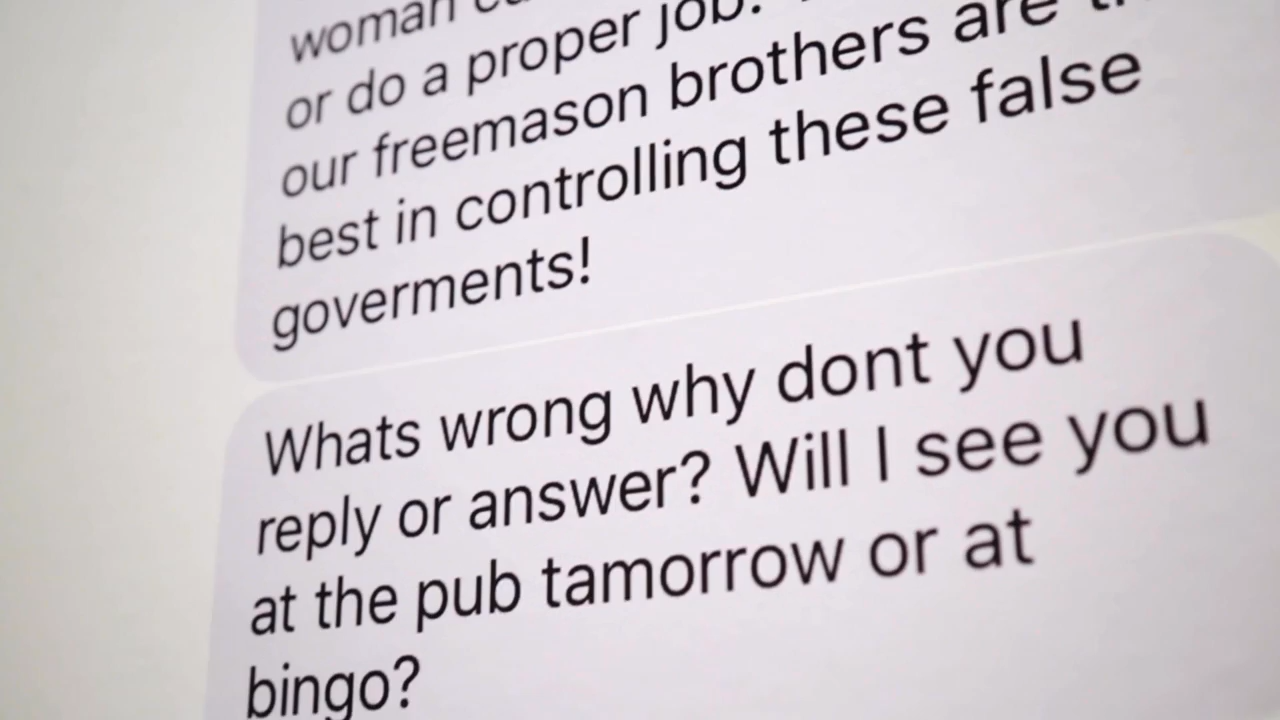 woman
or do a proper job.
our freemason brothers are
best in controlling these false
goverments!
Whats wrong why dont you
reply or answer? Will I see you
at the pub tamorrow or at
bingo?